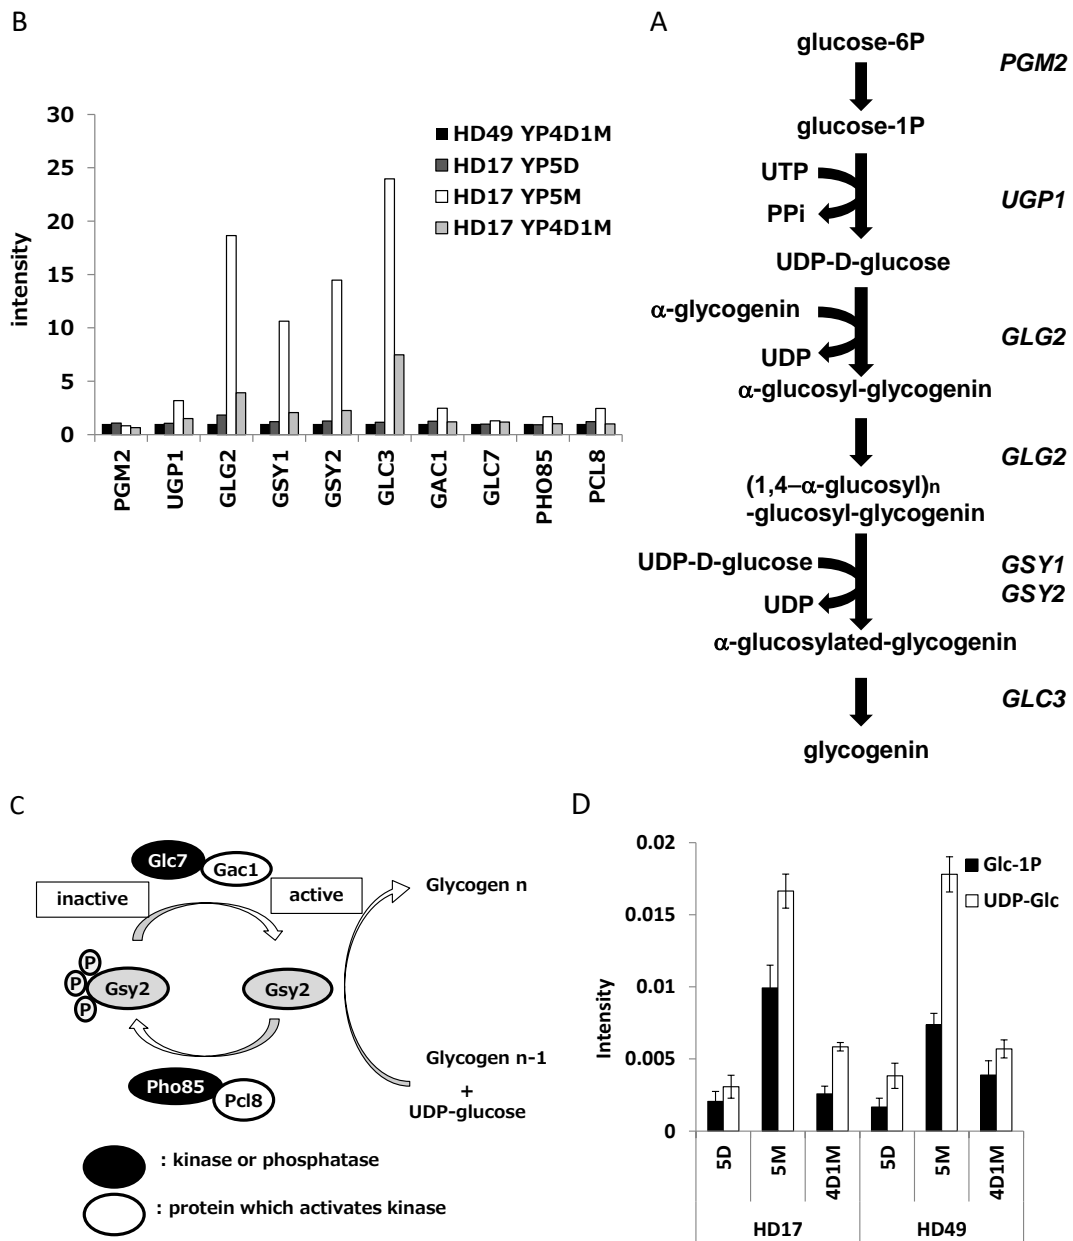 B
30
25
20
15
10
5
0
intensity
HD49 YP4D1M
HD17 YP5D
HD17 YP5M
HD17 YP4D1M
PGM2
UGP1
GLG2
GSY1
GSY2
GLC3
GAC1
GLC7
PHO85
PCL8
A
glucose-6P
PGM2
glucose-1P
UTP
PPi
UGP1
UDP-D-glucose
α-glycogenin
UDP
GLG2
α-glucosyl-glycogenin
GLG2
(1,4–α-glucosyl)n
-glucosyl-glycogenin
UDP-D-glucose
UDP
GSY1
GSY2
α-glucosylated-glycogenin
GLC3
glycogenin
C
Glc7
Gac1
inactive
active
Glycogen n
P
P
P
Gsy2
Gsy2
Pho85
Pcl8
Glycogen n-1
+
UDP-glucose
: kinase or phosphatase
: protein which activates kinase
D
0.02
0.015
0.01
0.005
0
Intensity
Glc-1P
UDP-Glc
5D
5M
4D1M
5D
5M
4D1M
HD17
HD49